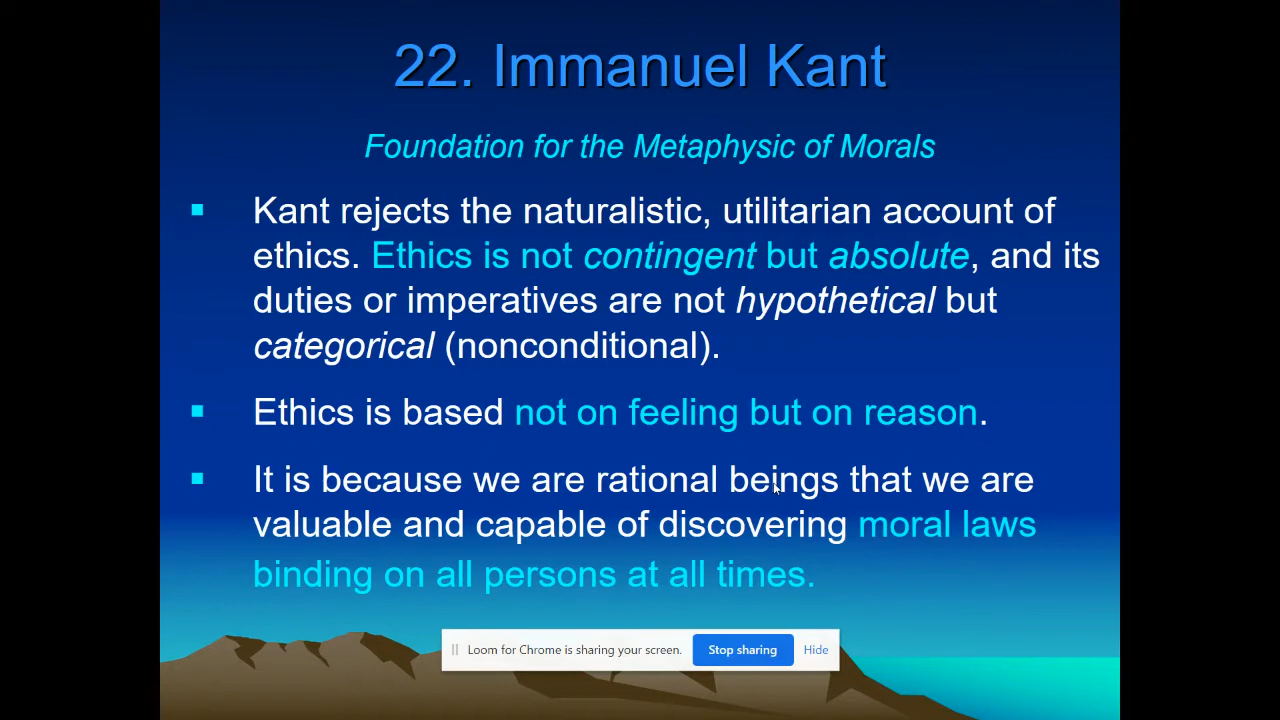 22. Immanuel Kant
Foundation for the Metaphysic of Morals
Kant rejects the naturalistic, utilitarian account of
ethics. Ethics is not contingent but absolute, and its
duties or imperatives are not hypothetical but
categorical (nonconditional).
Ethics is based not on feeling but on reason.
It is because we are rational beings that we are
valuable and capable of discovering moral laws
binding on all persons at all times.
Loom for Chrome is sharing your screen. Stop sharing Hide